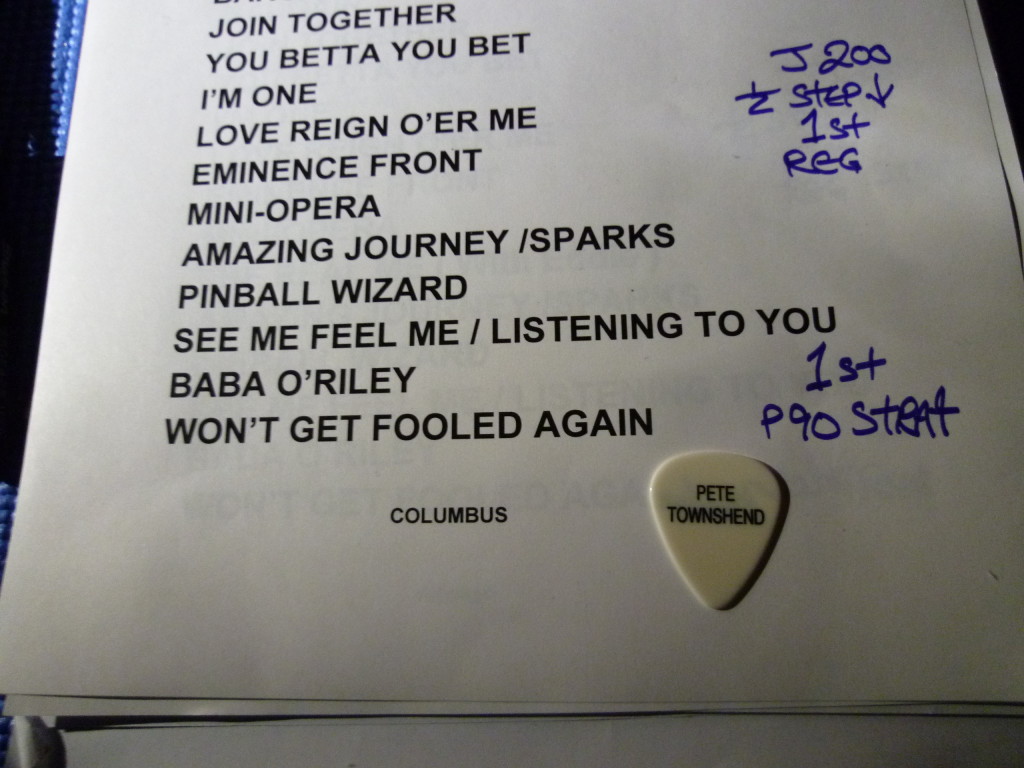 JOIN TOGETHER
YOU BETTA YOU BET
I'M ONE
J 200
LOVE REIGN O'ER ME
½ STEP ↓
EMINENCE FRONT
1st
MINI-OPERA
REG
AMAZING JOURNEY /SPARKS
PINBALL WIZARD
SEE ME FEEL ME / LISTENING TO YOU
BABA O'RILEY
1st
WON'T GET FOOLED AGAIN
P90 STRAT
COLUMBUS
PETE
TOWNSHEND